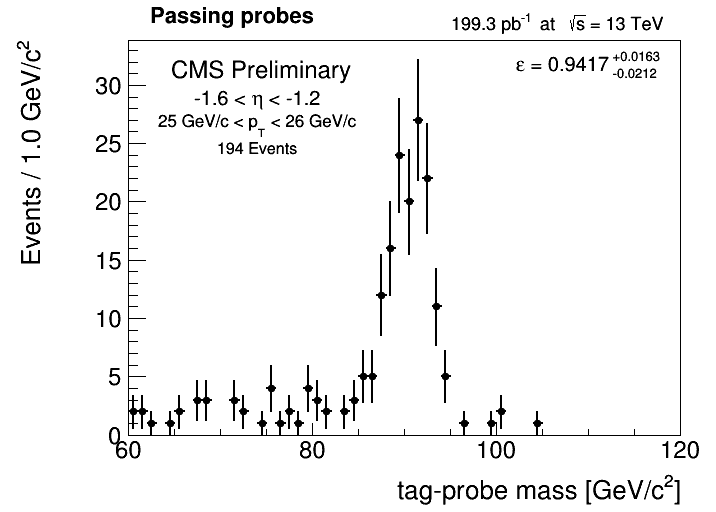 Passing probes
199.3 pb⁻¹ at √s = 13 TeV
CMS Preliminary
ε = 0.9417 +0.0163 -0.0212
-1.6 < η < -1.2
25 GeV/c < p_T < 26 GeV/c
194 Events
Events / 1.0 GeV/c²
30
25
20
15
10
5
0
60 80 100 120
tag-probe mass [GeV/c²]